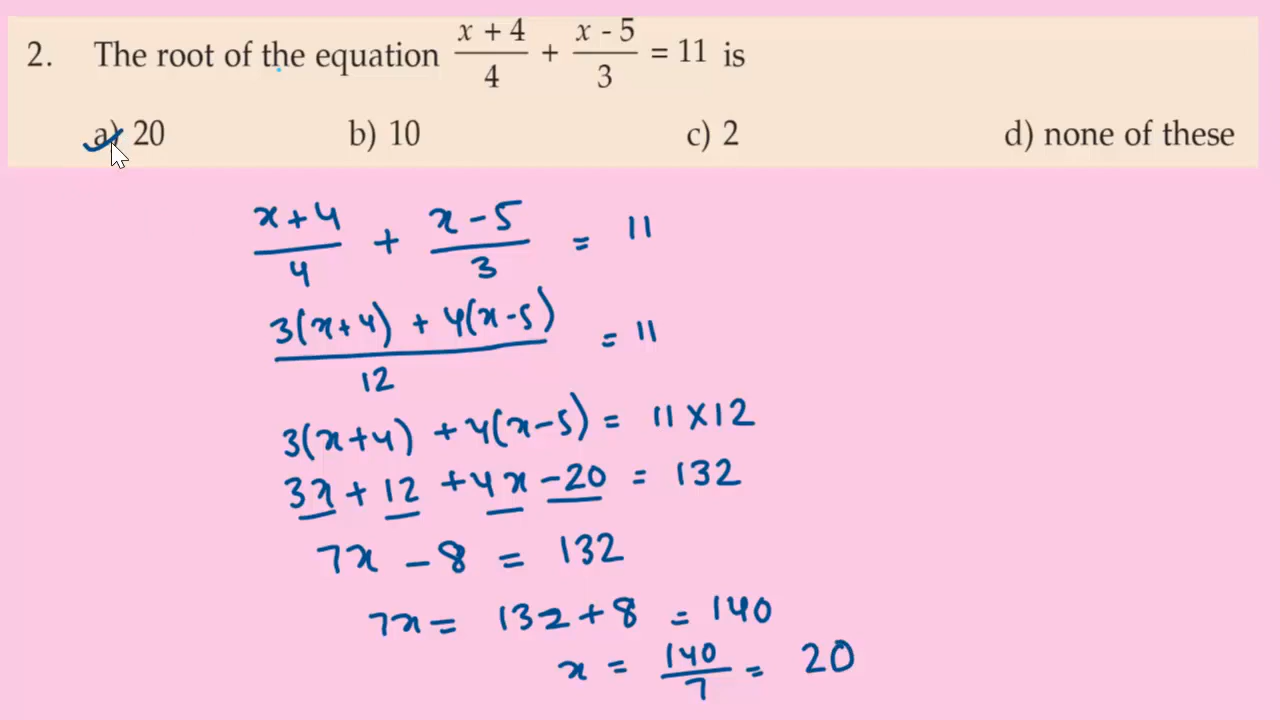 2. The root of the equation (x + 4)/4 + (x - 5)/3 = 11 is
a) 20 b) 10 c) 2 d) none of these
(x+4)/4 + (x-5)/3 = 11
(3(x+4) + 4(x-5))/12 = 11
3(x+4) + 4(x-5) = 11 × 12
3x + 12 + 4x - 20 = 132
7x - 8 = 132
7x = 132 + 8 = 140
x = 140/7 = 20